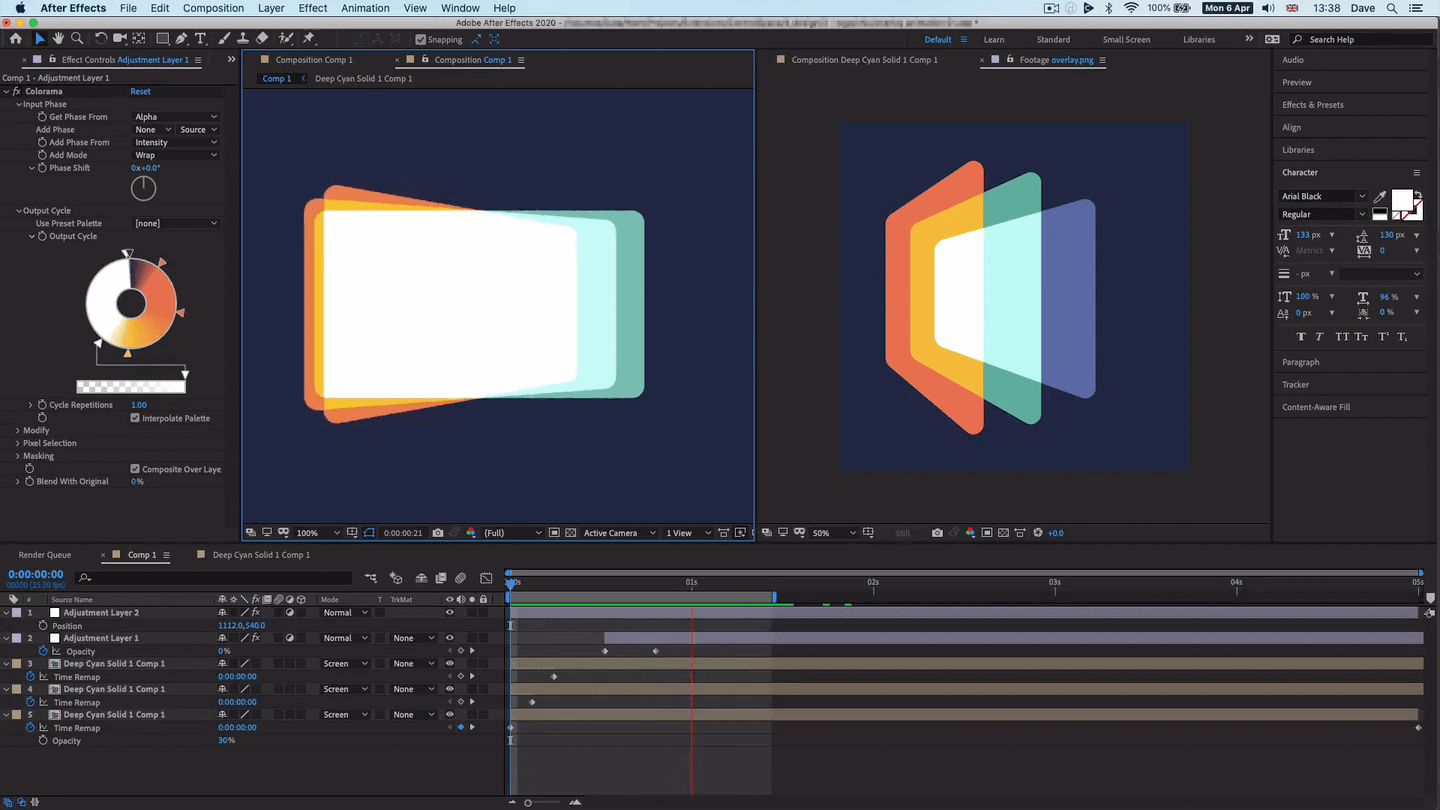 After Effects File Edit Composition Layer Effect Animation View Window Help 100% Mon 6 Apr 13:38 Dave
Adobe After Effects 2020 -
Snapping Default Learn Standard Small Screen Libraries Search Help
Effect Controls Adjustment Layer 1
Comp 1 • Adjustment Layer 1
fx Colorama Reset
Input Phase
Get Phase From Alpha
Add Phase None Source
Add Phase From Intensity
Add Mode Wrap
Phase Shift 0x+0.0°
Output Cycle
Use Preset Palette [none]
Output Cycle
Cycle Repetitions 1.00
Interpolate Palette
Modify
Pixel Selection
Masking
Composite Over Laye
Blend With Original 0%
Composition Comp 1 Composition Comp 1
Comp 1 Deep Cyan Solid 1 Comp 1
100% 0:00:00:21 (Full) Active Camera 1 View
Composition Deep Cyan Solid 1 Comp 1 Footage overlay.png
50% Still +0.0
Audio
Preview
Effects & Presets
Align
Libraries
Character
Arial Black
Regular
133 px 130 px
Metrics 0
- px
100 % 96 %
0 px 0 %
T T TT Tt T¹ T₁
Paragraph
Tracker
Content-Aware Fill
Render Queue Comp 1 Deep Cyan Solid 1 Comp 1
0:00:00:00
00000 (25.00 fps)
:00s 01s 02s 03s 04s 05s
# Source Name fx Mode T TrkMat
1 Adjustment Layer 2 fx Normal
Position 1112.0,540.0
2 Adjustment Layer 1 fx Normal None
Opacity 0%
3 Deep Cyan Solid 1 Comp 1 Screen None
Time Remap 0:00:00:00
4 Deep Cyan Solid 1 Comp 1 Screen None
Time Remap 0:00:00:00
5 Deep Cyan Solid 1 Comp 1 Screen None
Time Remap 0:00:00:00
Opacity 30%